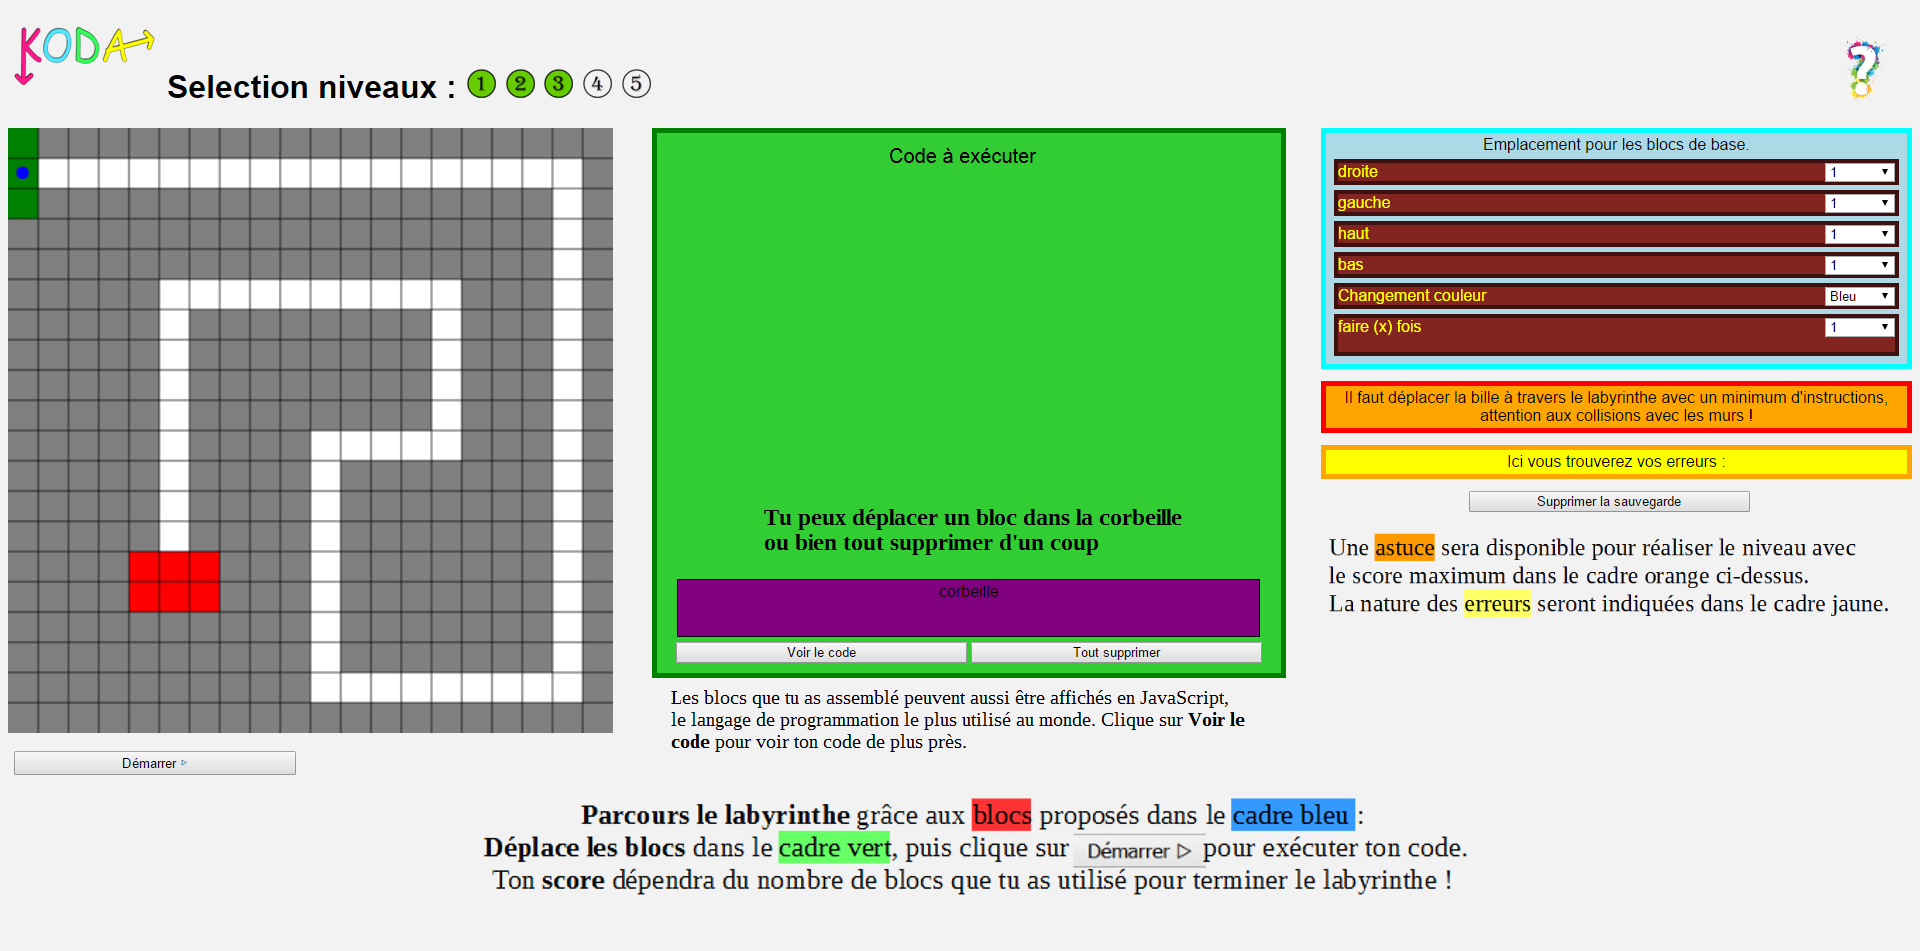 KODA
Selection niveaux : 1 2 3 4 5
?
Code à exécuter
Tu peux déplacer un bloc dans la corbeille
ou bien tout supprimer d'un coup
corbeille
Voir le code
Tout supprimer
Les blocs que tu as assemblé peuvent aussi être affichés en JavaScript,
le langage de programmation le plus utilisé au monde. Clique sur Voir le
code pour voir ton code de plus près.
Emplacement pour les blocs de base.
droite 1
gauche 1
haut 1
bas 1
Changement couleur Bleu
faire (x) fois 1
Il faut déplacer la bille à travers le labyrinthe avec un minimum d'instructions,
attention aux collisions avec les murs !
Ici vous trouverez vos erreurs :
Supprimer la sauvegarde
Une astuce sera disponible pour réaliser le niveau avec
le score maximum dans le cadre orange ci-dessus.
La nature des erreurs seront indiquées dans le cadre jaune.
Démarrer ▷
Parcours le labyrinthe grâce aux blocs proposés dans le cadre bleu :
Déplace les blocs dans le cadre vert, puis clique sur Démarrer ▷ pour exécuter ton code.
Ton score dépendra du nombre de blocs que tu as utilisé pour terminer le labyrinthe !